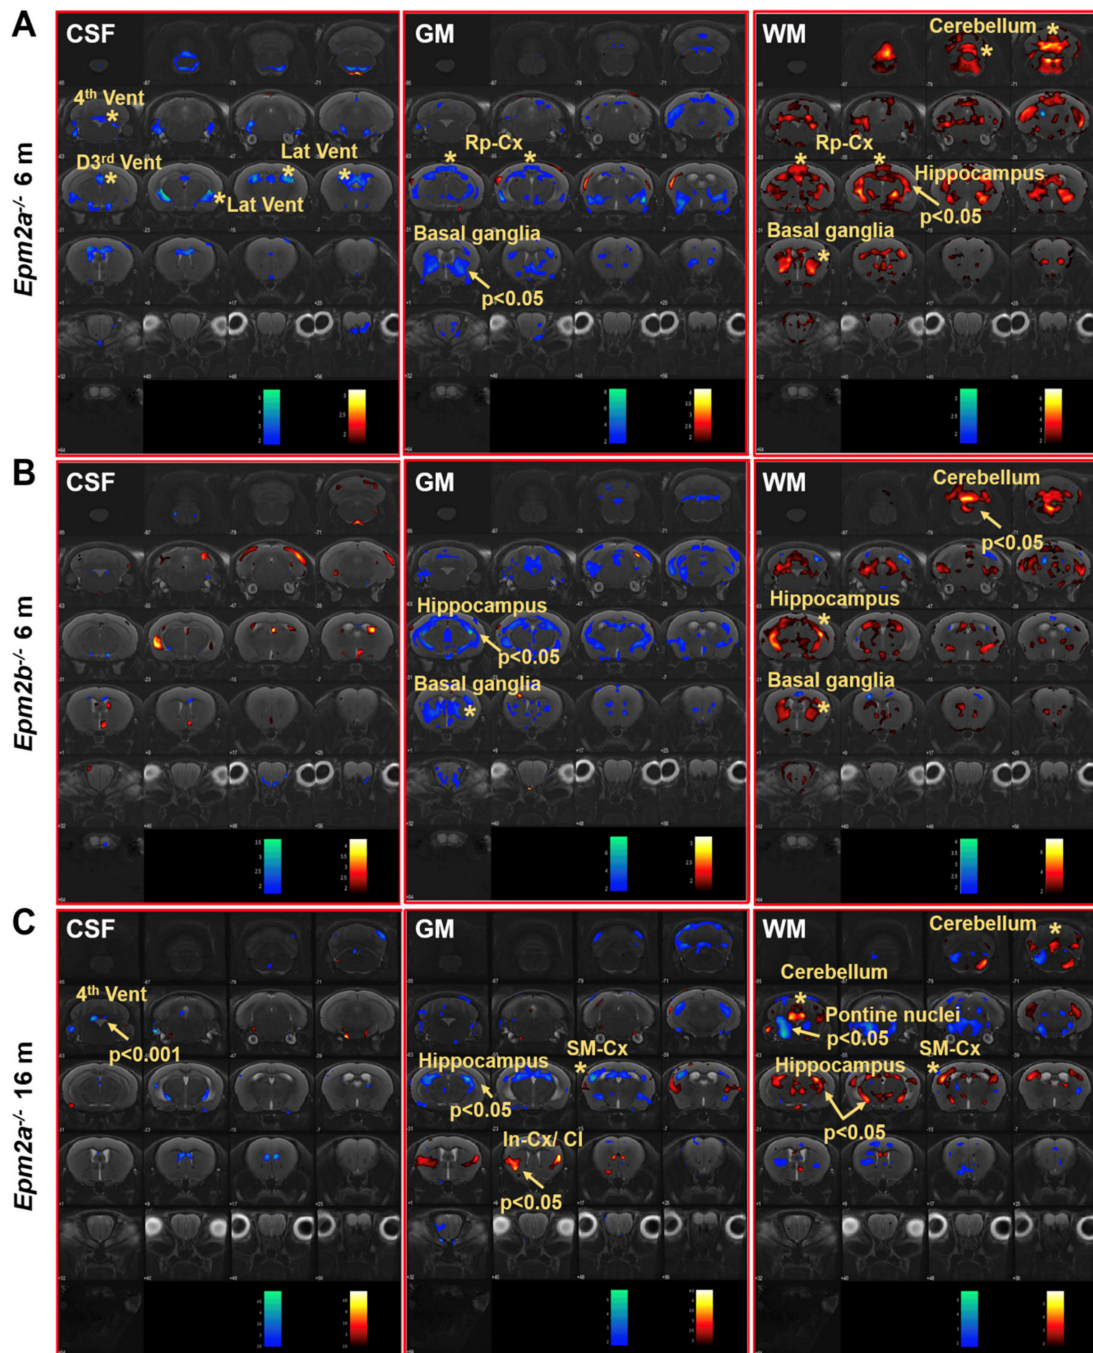 A
Epm2a-/- 6 m
CSF
4th Vent
D3rd Vent
Lat Vent
Lat Vent
GM
Rp-Cx
Basal ganglia
p<0.05
WM
Cerebellum
Rp-Cx
Hippocampus
p<0.05
Basal ganglia
B
Epm2b-/- 6 m
CSF
GM
Hippocampus
p<0.05
Basal ganglia
WM
Cerebellum
p<0.05
Hippocampus
Basal ganglia
C
Epm2a-/- 16 m
CSF
4th Vent
p<0.001
GM
Hippocampus
SM-Cx
p<0.05
In-Cx/ Cl
p<0.05
WM
Cerebellum
Cerebellum
Pontine nuclei
p<0.05
Hippocampus
SM-Cx
p<0.05